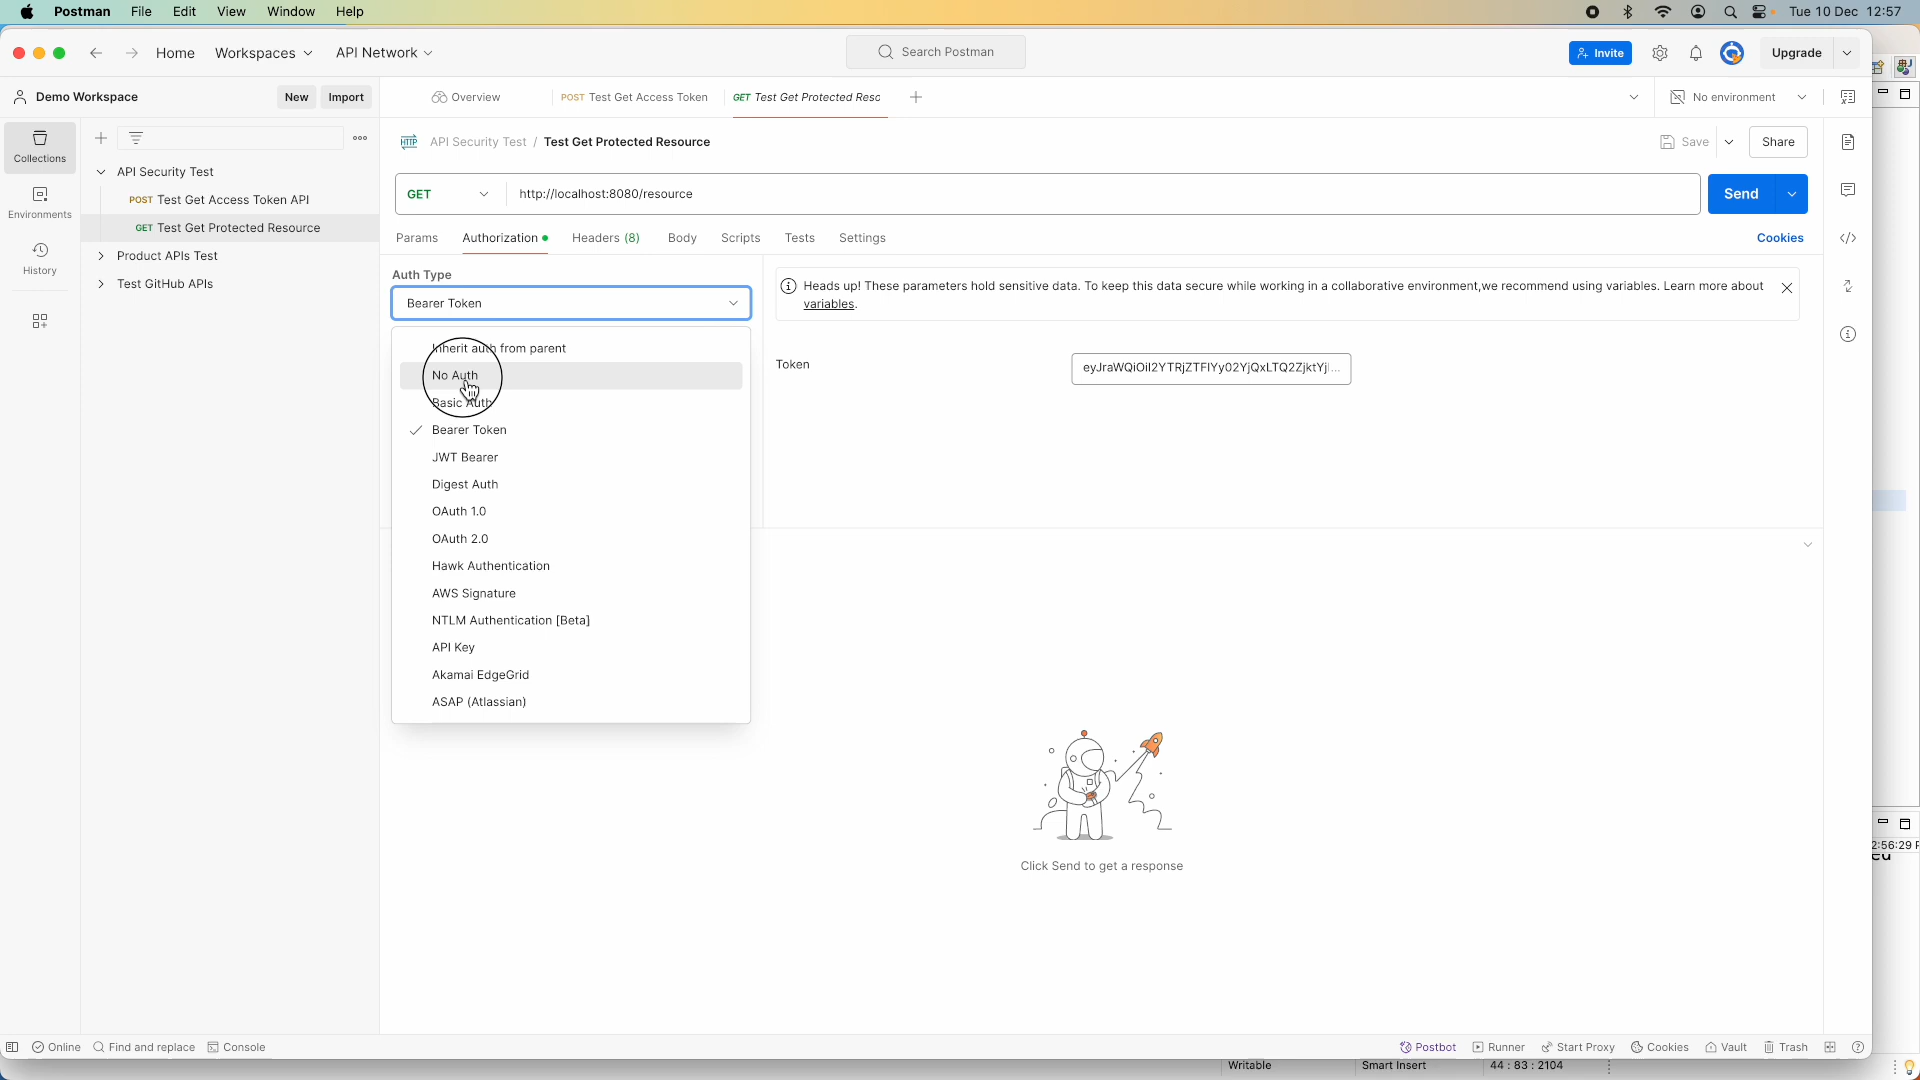 Postman File Edit View Window Help Tue 10 Dec 12:57
Home Workspaces API Network Search Postman Invite Upgrade
Demo Workspace New Import Overview POST Test Get Access Token GET Test Get Protected Resc No environment
Collections
API Security Test / Test Get Protected Resource Save Share
API Security Test
POST Test Get Access Token API
GET Test Get Protected Resource
Product APIs Test
Test GitHub APIs
Environments
History
GET http://localhost:8080/resource Send
Params Authorization Headers (8) Body Scripts Tests Settings Cookies
Auth Type
Bearer Token
Heads up! These parameters hold sensitive data. To keep this data secure while working in a collaborative environment,we recommend using variables. Learn more about
variables.
Inherit auth from parent
No Auth
Basic Auth
Bearer Token
JWT Bearer
Digest Auth
OAuth 1.0
OAuth 2.0
Hawk Authentication
AWS Signature
NTLM Authentication [Beta]
API Key
Akamai EdgeGrid
ASAP (Atlassian)
Token
Click Send to get a response
Online Find and replace Console Postbot Runner Start Proxy Cookies Vault Trash
Writable Smart Insert 44 : 83 : 2104